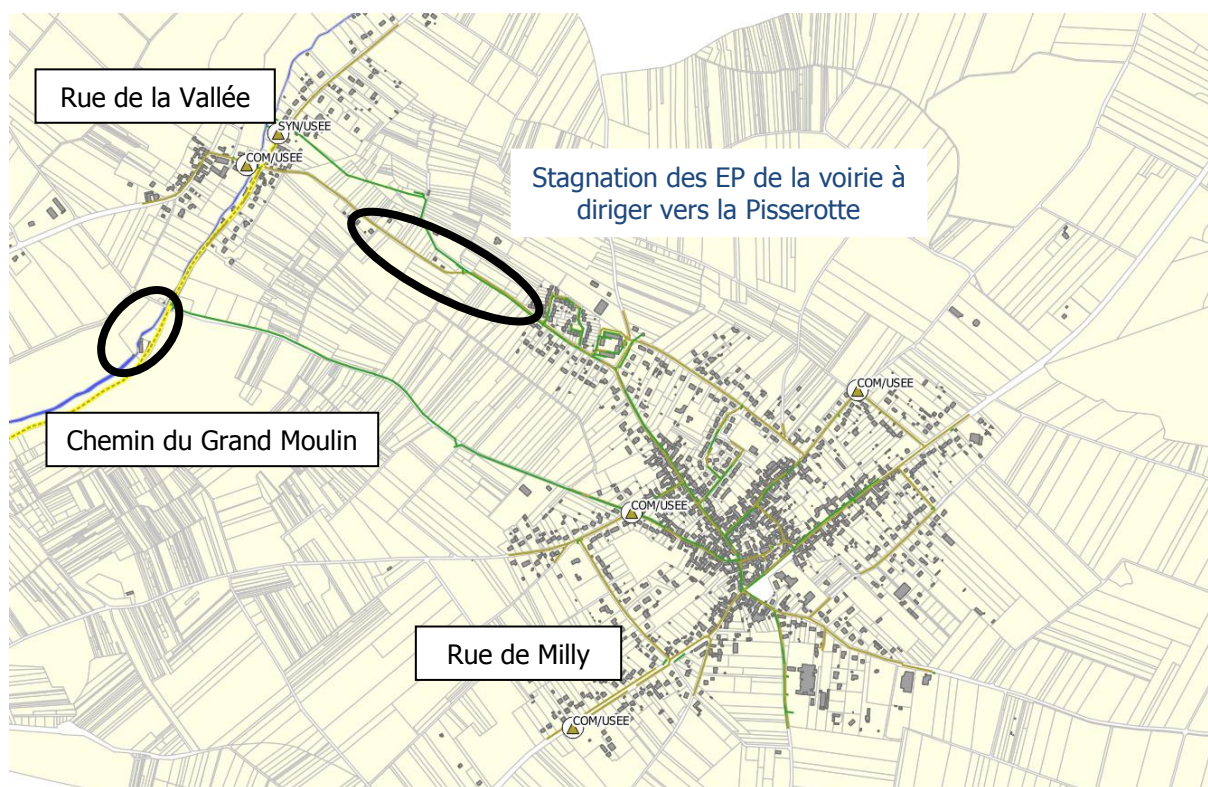 Rue de la Vallée
SYN/USEE
COM/USEE
Stagnation des EP de la voirie à
diriger vers la Pisserotte
COM/USEE
Chemin du Grand Moulin
COM/USEE
Rue de Milly
COM/USEE